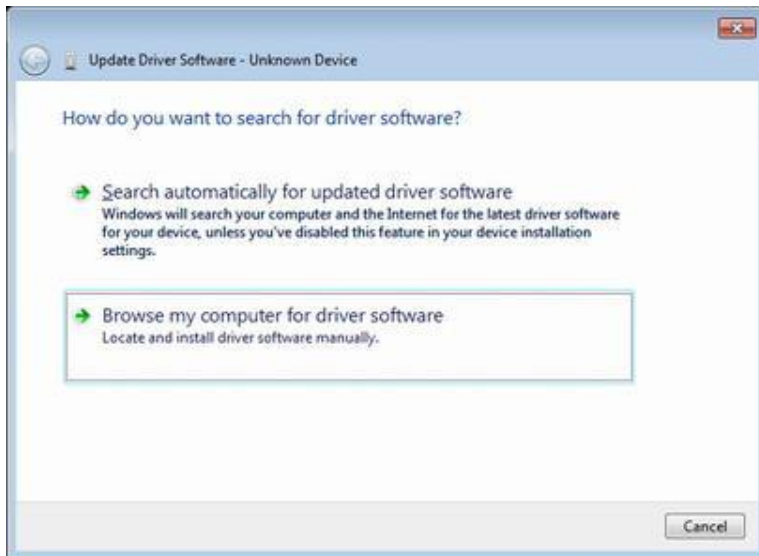 Update Driver Software - Unknown Device
How do you want to search for driver software?
Search automatically for updated driver software
Windows will search your computer and the Internet for the latest driver software
for your device, unless you've disabled this feature in your device installation
settings.
Browse my computer for driver software
Locate and install driver software manually.
Cancel